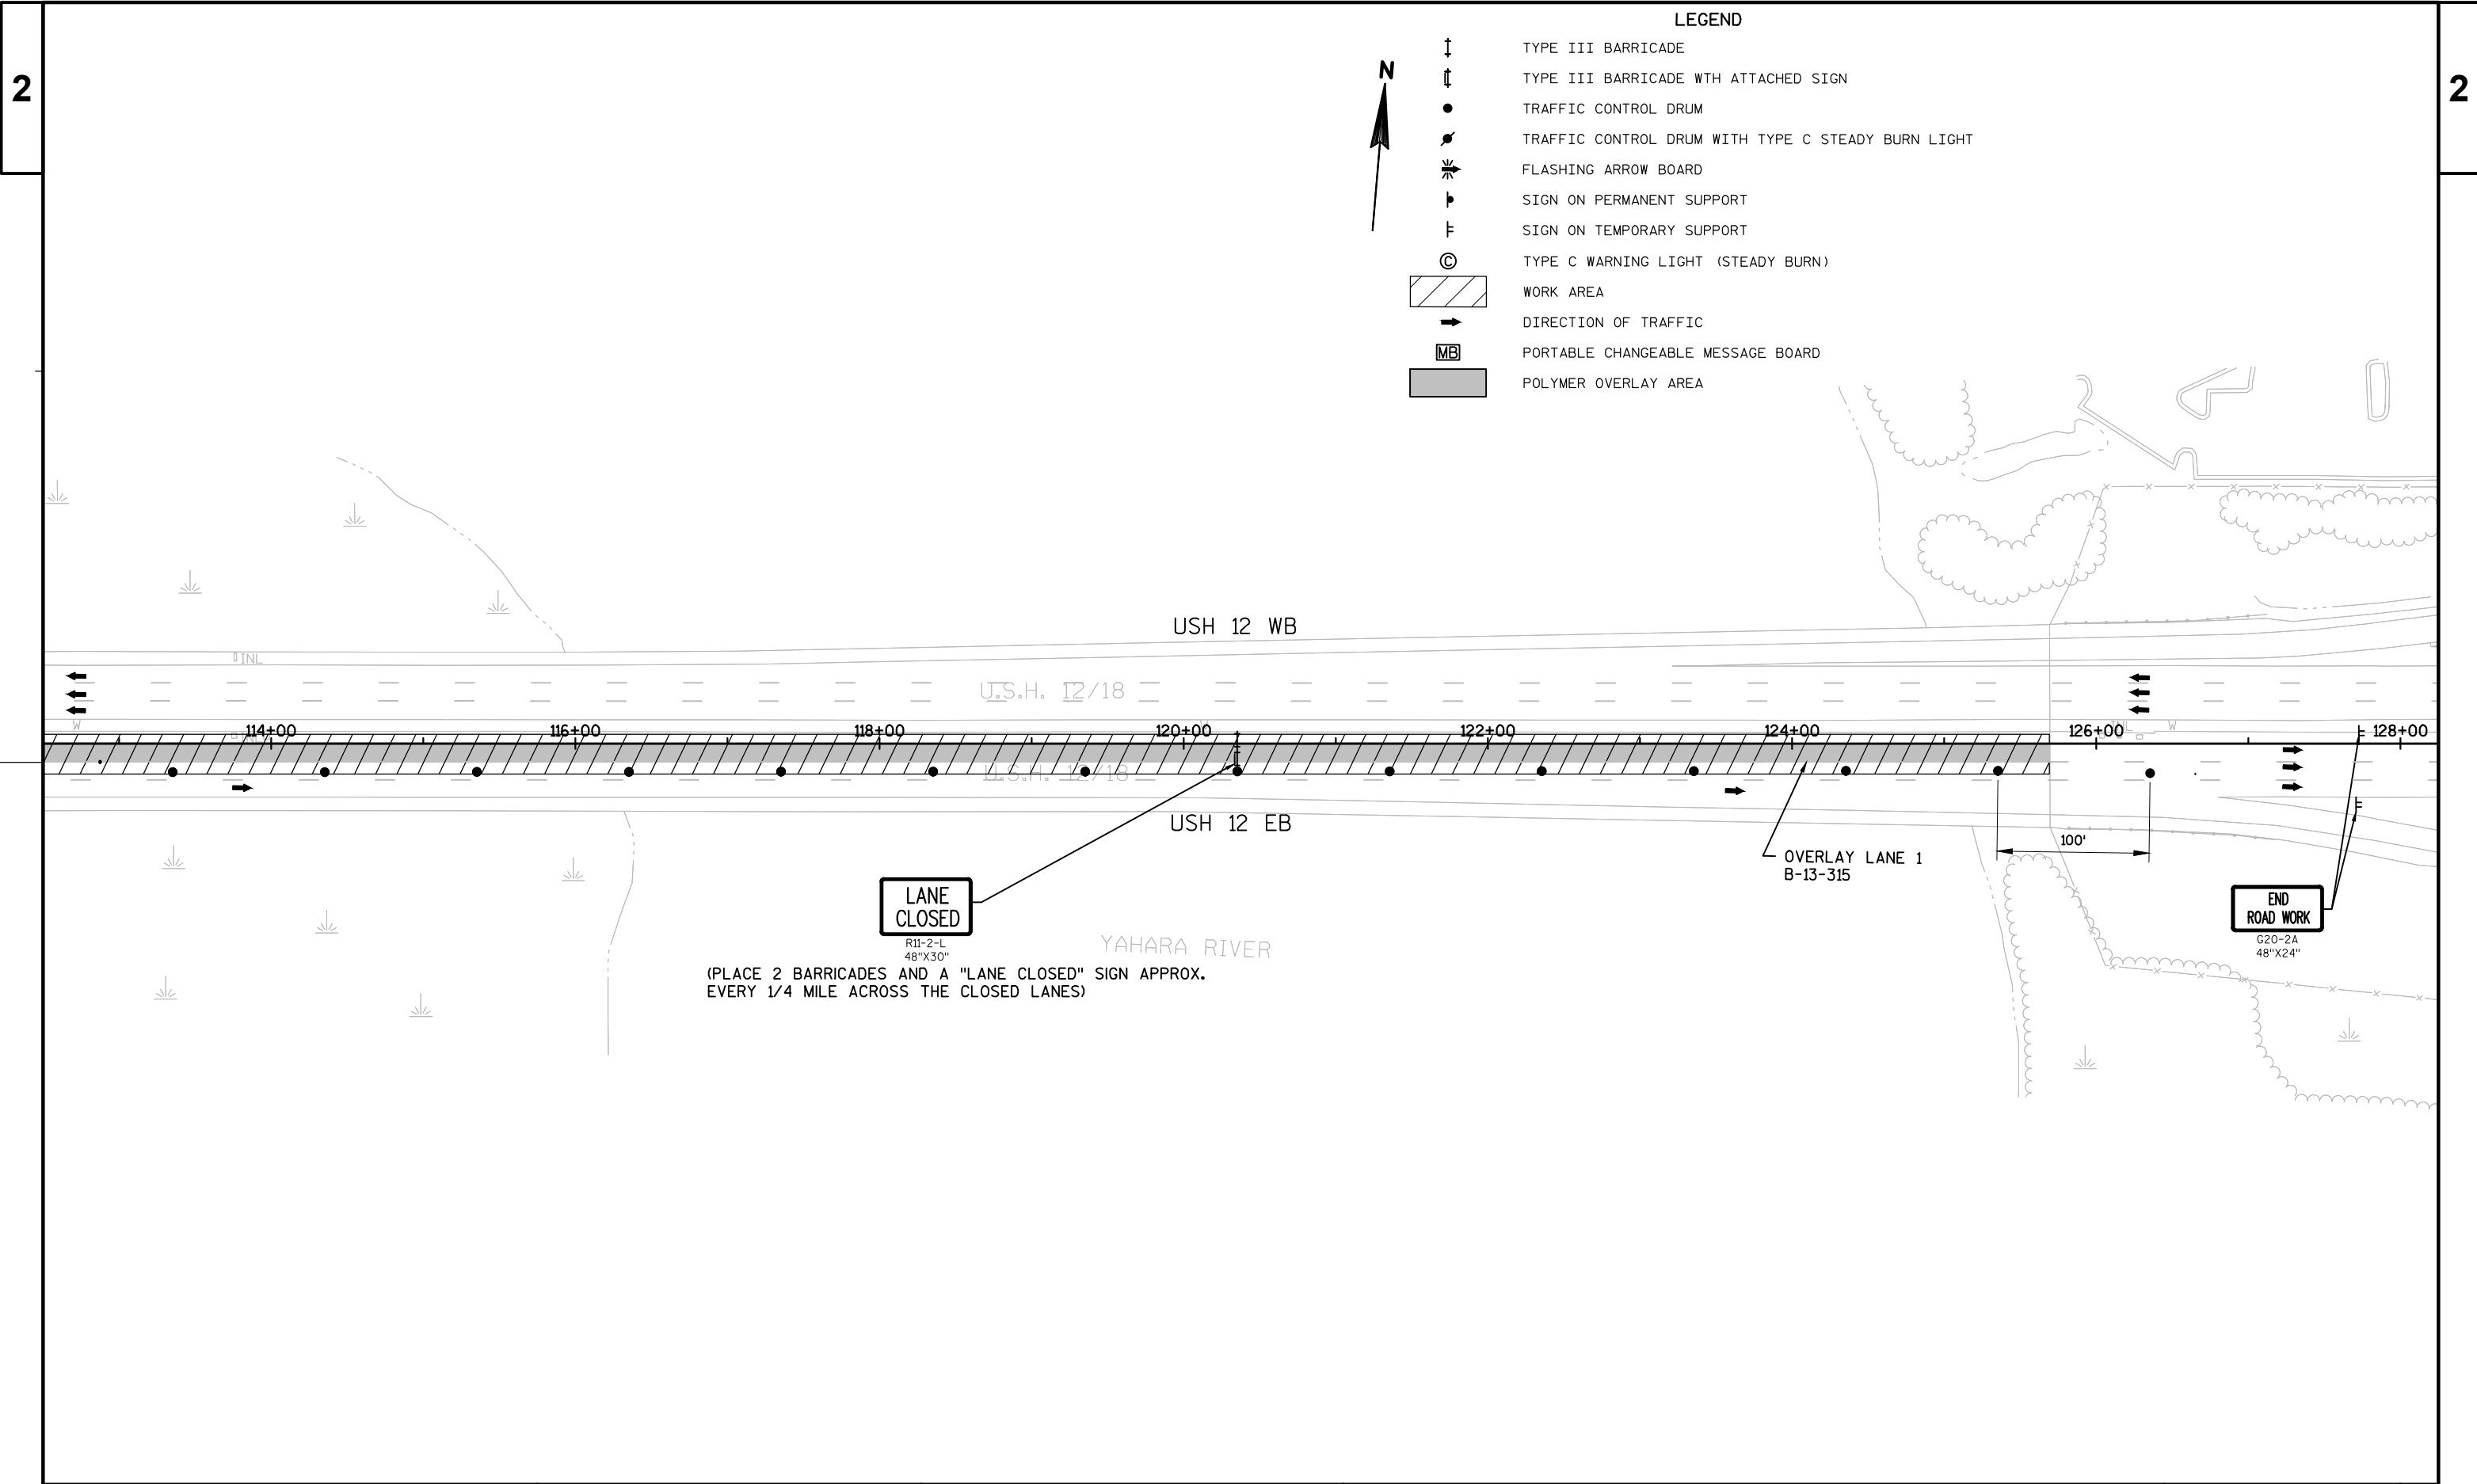 2
2
LEGEND
TYPE III BARRICADE
TYPE III BARRICADE WTH ATTACHED SIGN
TRAFFIC CONTROL DRUM
TRAFFIC CONTROL DRUM WITH TYPE C STEADY BURN LIGHT
FLASHING ARROW BOARD
SIGN ON PERMANENT SUPPORT
SIGN ON TEMPORARY SUPPORT
© TYPE C WARNING LIGHT (STEADY BURN)
WORK AREA
DIRECTION OF TRAFFIC
MB PORTABLE CHANGEABLE MESSAGE BOARD
POLYMER OVERLAY AREA
N
USH 12 WB
INL
U.S.H. 12/18
W
W
INL
W
114+00
116+00
118+00
120+00
122+00
124+00
126+00
128+00
U.S.H. 12/18
USH 12 EB
100'
OVERLAY LANE 1
B-13-315
LANE
CLOSED
R11-2-L
48"X30"
(PLACE 2 BARRICADES AND A "LANE CLOSED" SIGN APPROX.
EVERY 1/4 MILE ACROSS THE CLOSED LANES)
YAHARA RIVER
END
ROAD WORK
G20-2A
48"X24"